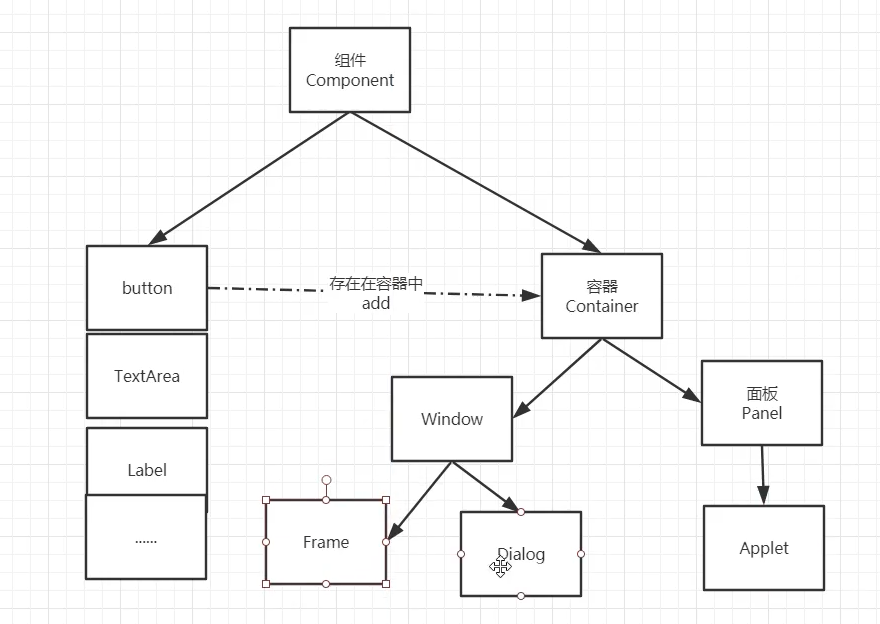 组件
Component
button
存在在容器中
add
容器
Container
TextArea
Window
面板
Panel
Label
......
Frame
Dialog
Applet